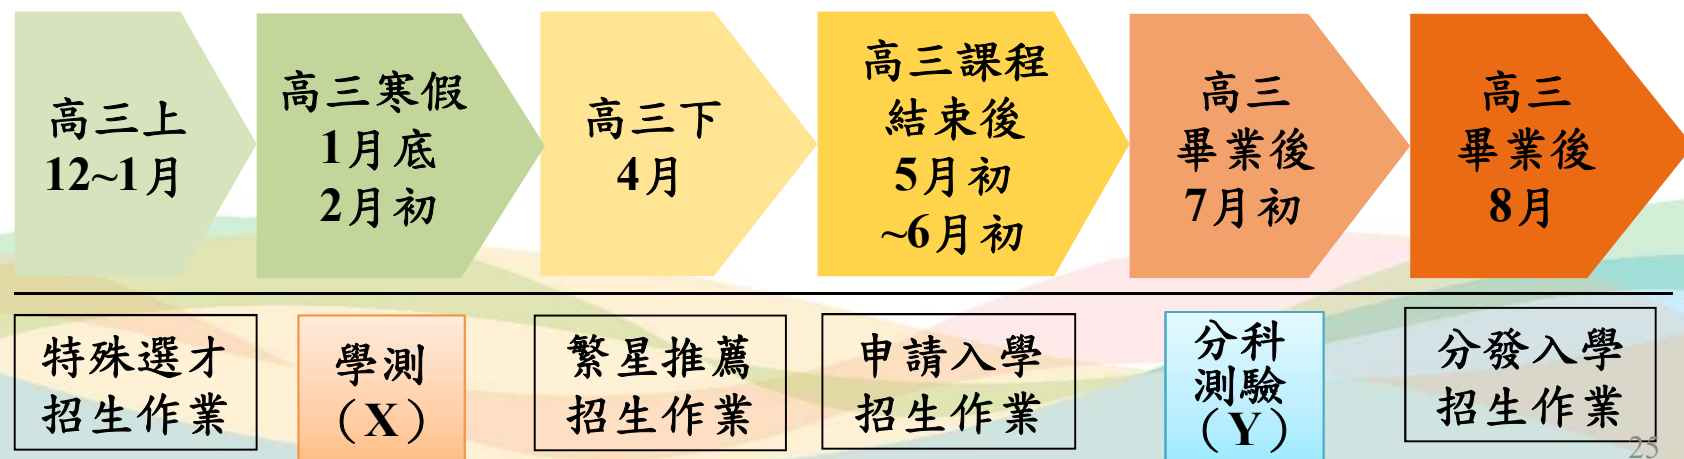 高三上
12~1月
高三寒假
1月底
2月初
高三下
4月
高三課程
結束後
5月初
~6月初
高三
畢業後
7月初
高三
畢業後
8月
特殊選才
招生作業
學測
（X）
繁星推薦
招生作業
申請入學
招生作業
分科
測驗
（Y）
分發入學
招生作業
25